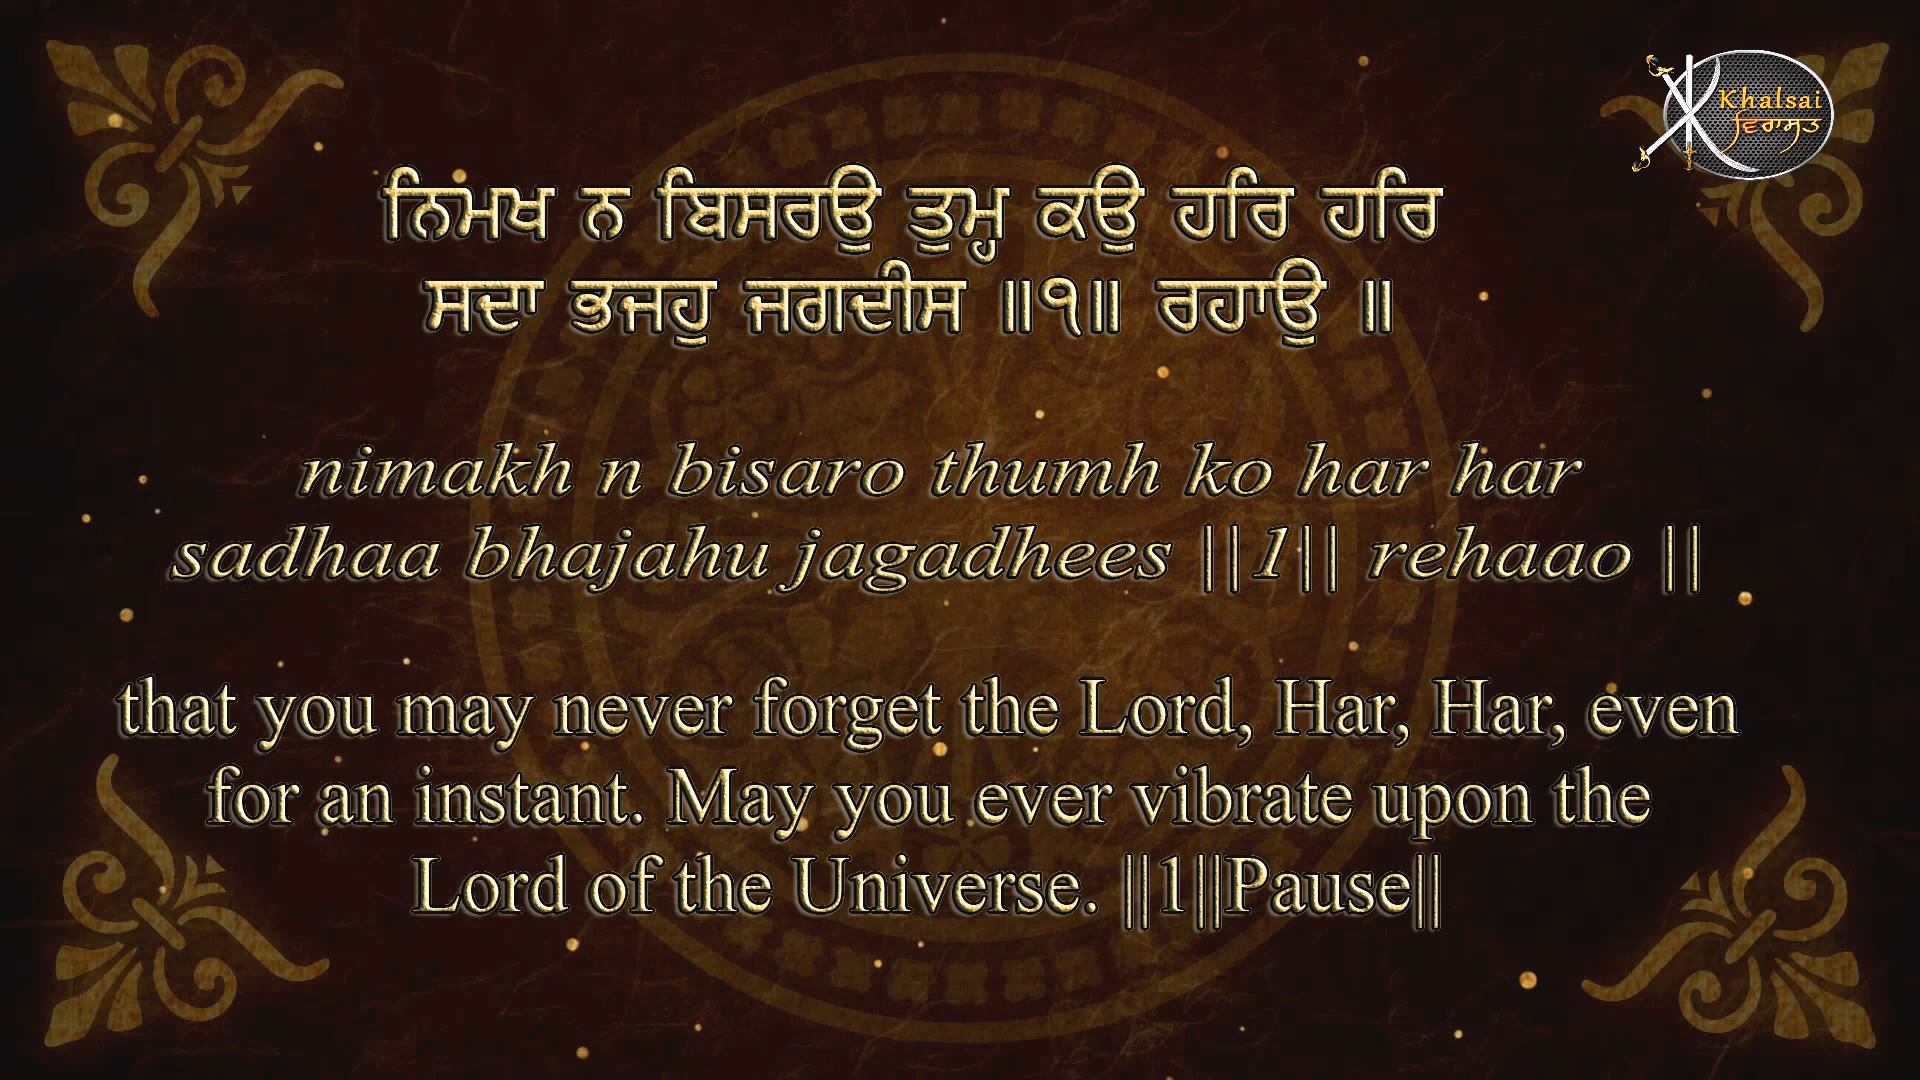 Khalsai
ਵਿਰਾਸਤ
ਨਿਮਖ ਨ ਬਿਸਰਉ ਤੁਮ੍ਹ ਕਉ ਹਰਿ ਹਰਿ
ਸਦਾ ਭਜਹੁ ਜਗਦੀਸ ॥੧॥ ਰਹਾਉ ॥
nimakh n bisaro thumh ko har har
sadhaa bhajahu jagadhees ||1|| rehaao ||
that you may never forget the Lord, Har, Har, even
for an instant. May you ever vibrate upon the
Lord of the Universe. ||1||Pause||